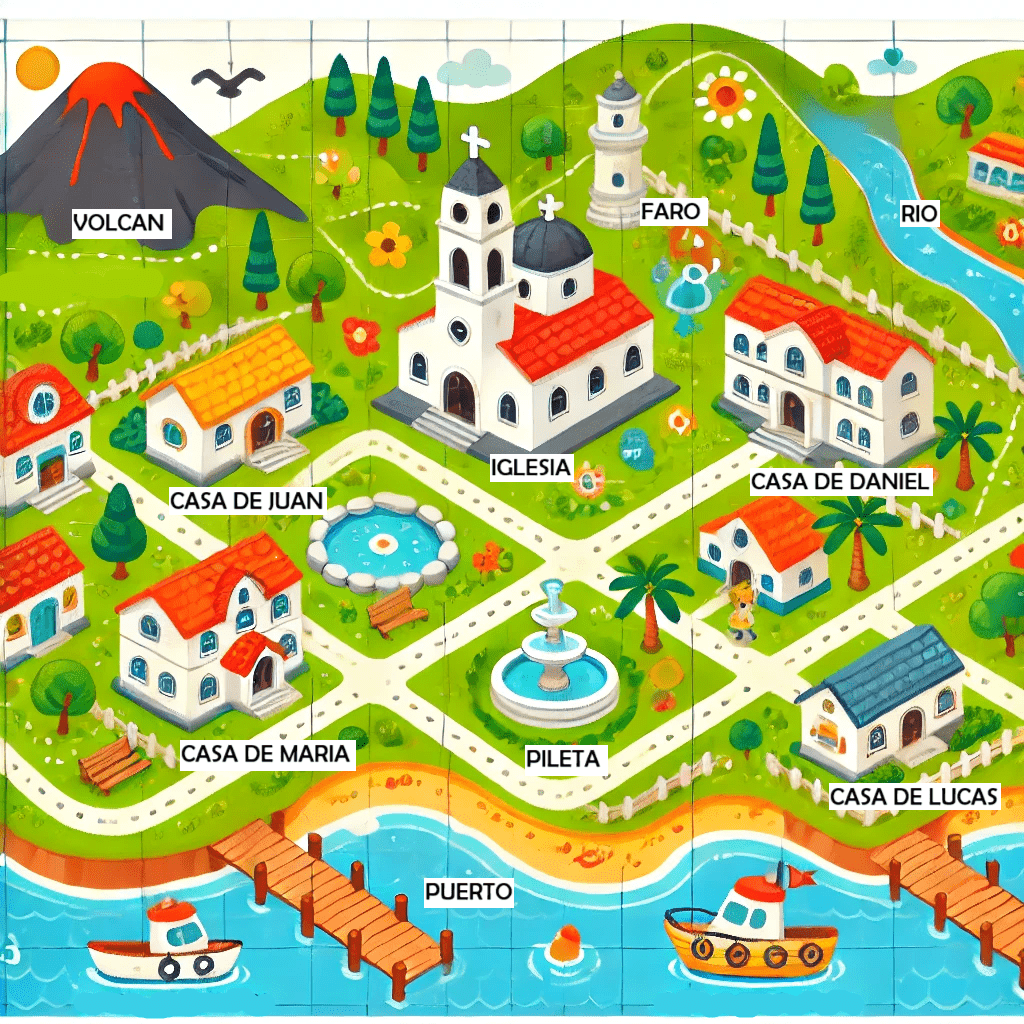 VOLCAN
FARO
RIO
IGLESIA
CASA DE DANIEL
CASA DE JUAN
CASA DE MARIA
PILETA
CASA DE LUCAS
PUERTO